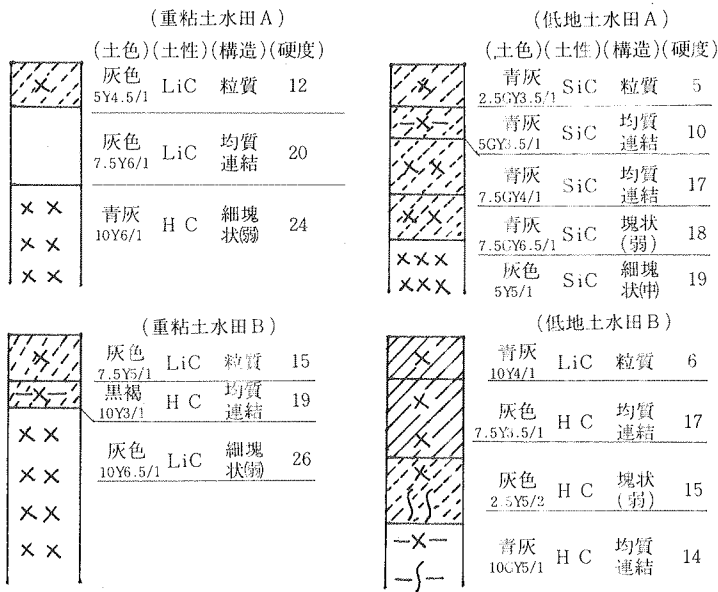 (重粘土水田A)
(土色)(土性)(構造)(硬度)
灰色 5Y4.5/1 LiC 粒質 12
灰色 7.5Y6/1 LiC 均質連結 20
青灰 10Y6/1 H C 細塊状(弱) 24
(低地土水田A)
(土色)(土性)(構造)(硬度)
青灰 2.5GY3.5/1 SiC 粒質 5
青灰 5GY3.5/1 SiC 均質連結 10
青灰 7.5GY4/1 SiC 均質連結 17
青灰 7.5GY6.5/1 SiC 塊状(弱) 18
灰色 5Y5/1 SiC 細塊状(中) 19
(重粘土水田B)
灰色 7.5Y5/1 LiC 粒質 15
黒褐 10Y3/1 H C 均質連結 19
灰色 10Y6.5/1 LiC 細塊状(弱) 26
(低地土水田B)
青灰 10Y4/1 LiC 粒質 6
灰色 H C 均質連結 17
灰色 2.5Y5/2 H C 塊状(弱) 15
青灰 10GY5/1 H C 均質連結 14